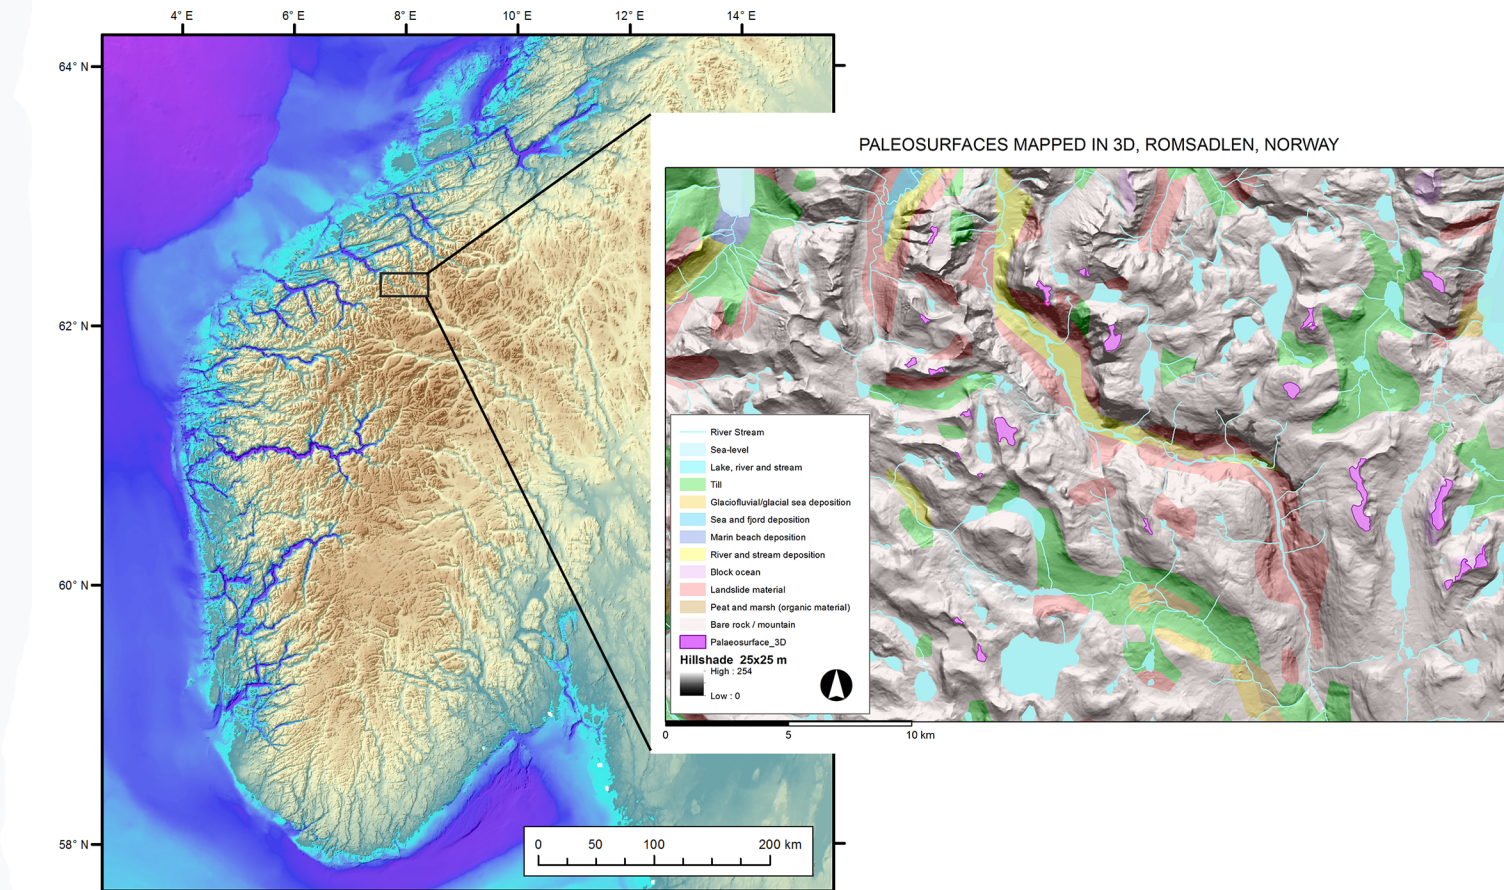 4° E 6° E 8° E 10° E 12° E 14° E
64° N
62° N
60° N
58° N
0 50 100 200 km
PALEOSURFACES MAPPED IN 3D, ROMSADLEN, NORWAY
River Stream
Sea-level
Lake, river and stream
Till
Glaciofluvial/glacial sea deposition
Sea and fjord deposition
Marin beach deposition
River and stream deposition
Block ocean
Landslide material
Peat and marsh (organic material)
Bare rock / mountain
Palaeosurface_3D
Hillshade 25x25 m
High : 254
Low : 0
0 5 10 km